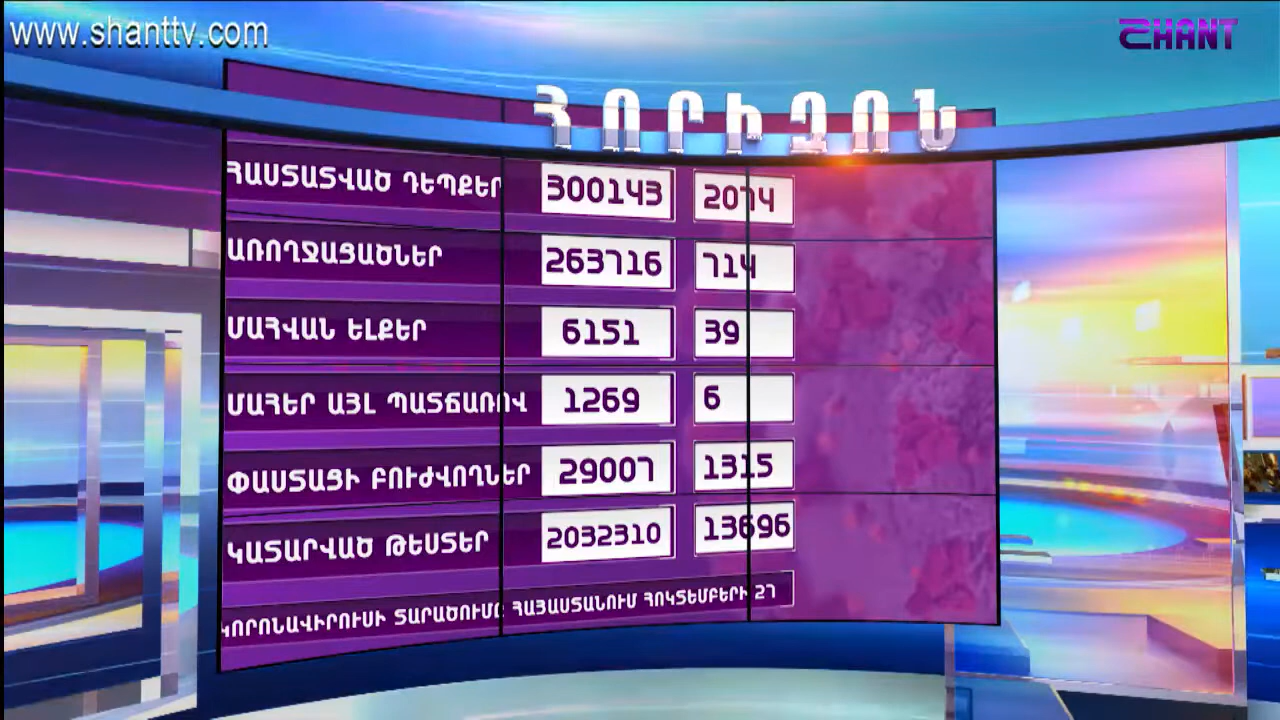 www.shanttv.com
SHANT
ՀՈՐԻԶՈՆ
ՀԱՍՏԱՏՎԱԾ ԴԵՊՔԵՐ 300143 2074
ԱՌՈՂՋԱՑԱԾՆԵՐ 263716 714
ՄԱՀՎԱՆ ԵԼՔԵՐ 6151 39
ՄԱՀԵՐ ԱՅԼ ՊԱՏՃԱՌՈՎ 1269 6
ՓԱՍՏԱՑԻ ԲՈՒԺՎՈՂՆԵՐ 29007 1315
ԿԱՏԱՐՎԱԾ ԹԵՍՏԵՐ 2032310 13696
ԿՈՐՈՆԱՎԻՐՈՒՍԻ ՏԱՐԱԾՈՒՄԸ ՀԱՅԱՍՏԱՆՈՒՄ ՀՈԿՏԵՄԲԵՐԻ 27